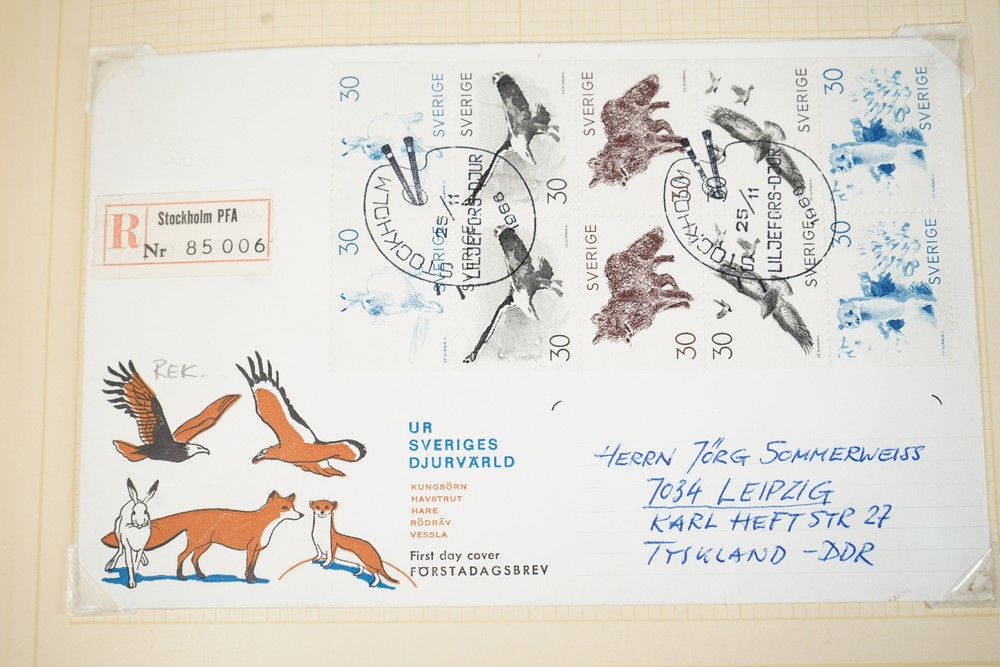 30
SVERIGE
SVERIGE
30
SVERIGE
30
SVERIGE
30
SVERIGE
30
SVERIGE
SVERIGE
30
SVERIGE
30
SVERIGE
30
30
SVERIGE
STOCKHOLM
25/11
LILJEFORS-DJUR
1968
STOCKHOLM
25/11
LILJEFORS-DJUR
1968
R
Stockholm PFA
Nr 85 006
REK.
UR
SVERIGES
DJURVÄRLD
KUNGSÖRN
HAVSTRUT
HARE
RÖDRÄV
VESSLA
First day cover
FÖRSTADAGSBREV
HERRN JÖRG SOMMERWEISS
7034 LEIPZIG
KARL HEFT STR 27
TYSKLAND - DDR